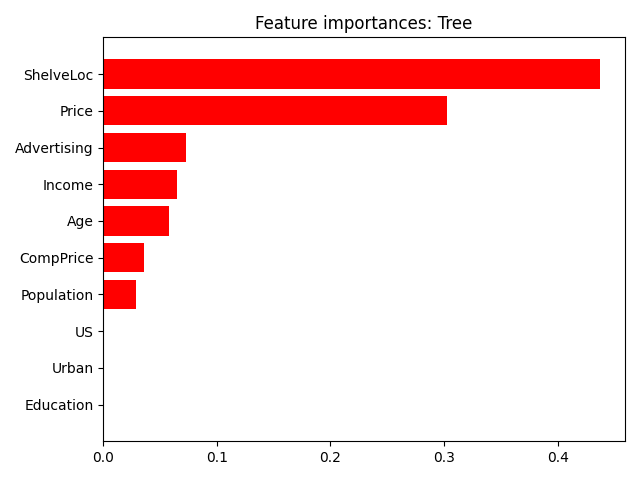 Feature importances: Tree
ShelveLoc
Price
Advertising
Income
Age
CompPrice
Population
US
Urban
Education
0.0 0.1 0.2 0.3 0.4